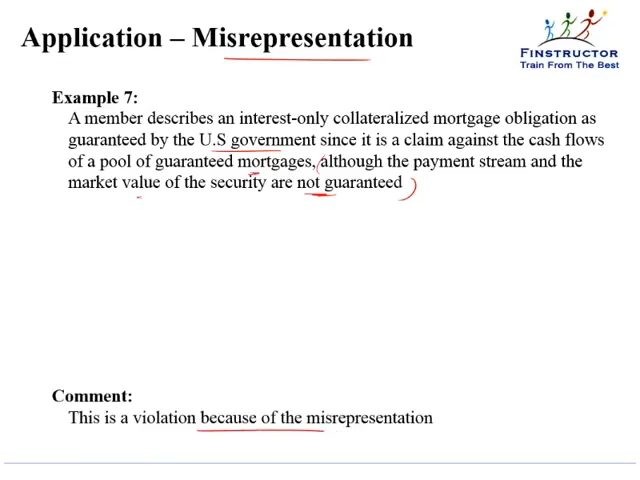 Application – Misrepresentation
FINSTRUCTOR
Train From The Best
Example 7:
A member describes an interest-only collateralized mortgage obligation as
guaranteed by the U.S government since it is a claim against the cash flows
of a pool of guaranteed mortgages, although the payment stream and the
market value of the security are not guaranteed
Comment:
This is a violation because of the misrepresentation